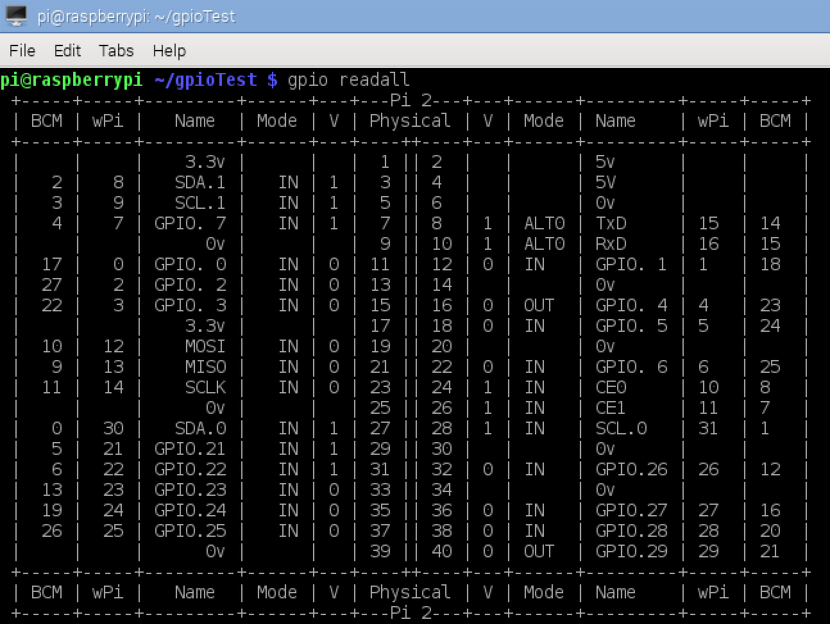 pi@raspberrypi: ~/gpioTest
File Edit Tabs Help
pi@raspberrypi ~/gpioTest $ gpio readall
+-----+-----+---------+------+---+---Pi 2---+---+------+---------+-----+-----+
| BCM | wPi |   Name  | Mode | V | Physical | V | Mode | Name    | wPi | BCM |
+-----+-----+---------+------+---+----++----+---+------+---------+-----+-----+
|     |     |    3.3v |      |   |  1 || 2  |   |      | 5v      |     |     |
|   2 |   8 |   SDA.1 |   IN | 1 |  3 || 4  |   |      | 5V      |     |     |
|   3 |   9 |   SCL.1 |   IN | 1 |  5 || 6  |   |      | 0v      |     |     |
|   4 |   7 | GPIO. 7 |   IN | 1 |  7 || 8  | 1 | ALT0 | TxD     | 15  | 14  |
|     |     |      0v |      |   |  9 || 10 | 1 | ALT0 | RxD     | 16  | 15  |
|  17 |   0 | GPIO. 0 |   IN | 0 | 11 || 12 | 0 | IN   | GPIO. 1 | 1   | 18  |
|  27 |   2 | GPIO. 2 |   IN | 0 | 13 || 14 |   |      | 0v      |     |     |
|  22 |   3 | GPIO. 3 |   IN | 0 | 15 || 16 | 0 | OUT  | GPIO. 4 | 4   | 23  |
|     |     |    3.3v |      |   | 17 || 18 | 0 | IN   | GPIO. 5 | 5   | 24  |
|  10 |  12 |    MOSI |   IN | 0 | 19 || 20 |   |      | 0v      |     |     |
|   9 |  13 |    MISO |   IN | 0 | 21 || 22 | 0 | IN   | GPIO. 6 | 6   | 25  |
|  11 |  14 |    SCLK |   IN | 0 | 23 || 24 | 1 | IN   | CE0     | 10  | 8   |
|     |     |      0v |      |   | 25 || 26 | 1 | IN   | CE1     | 11  | 7   |
|   0 |  30 |   SDA.0 |   IN | 1 | 27 || 28 | 1 | IN   | SCL.0   | 31  | 1   |
|   5 |  21 | GPIO.21 |   IN | 1 | 29 || 30 |   |      | 0v      |     |     |
|   6 |  22 | GPIO.22 |   IN | 1 | 31 || 32 | 0 | IN   | GPIO.26 | 26  | 12  |
|  13 |  23 | GPIO.23 |   IN | 0 | 33 || 34 |   |      | 0v      |     |     |
|  19 |  24 | GPIO.24 |   IN | 0 | 35 || 36 | 0 | IN   | GPIO.27 | 27  | 16  |
|  26 |  25 | GPIO.25 |   IN | 0 | 37 || 38 | 0 | IN   | GPIO.28 | 28  | 20  |
|     |     |      0v |      |   | 39 || 40 | 0 | OUT  | GPIO.29 | 29  | 21  |
+-----+-----+---------+------+---+----++----+---+------+---------+-----+-----+
| BCM | wPi |   Name  | Mode | V | Physical | V | Mode | Name    | wPi | BCM |
+-----+-----+---------+------+---+---Pi 2---+---+------+---------+-----+-----+